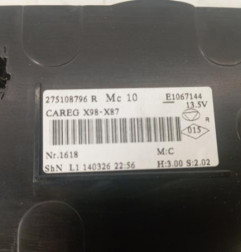 275108796 R Mc 10 E1067144
CAREG X98-X87 13.5V
015
Nr.1618 M:C
ShN L1 140326 22:56 H:3.00 S:2.02